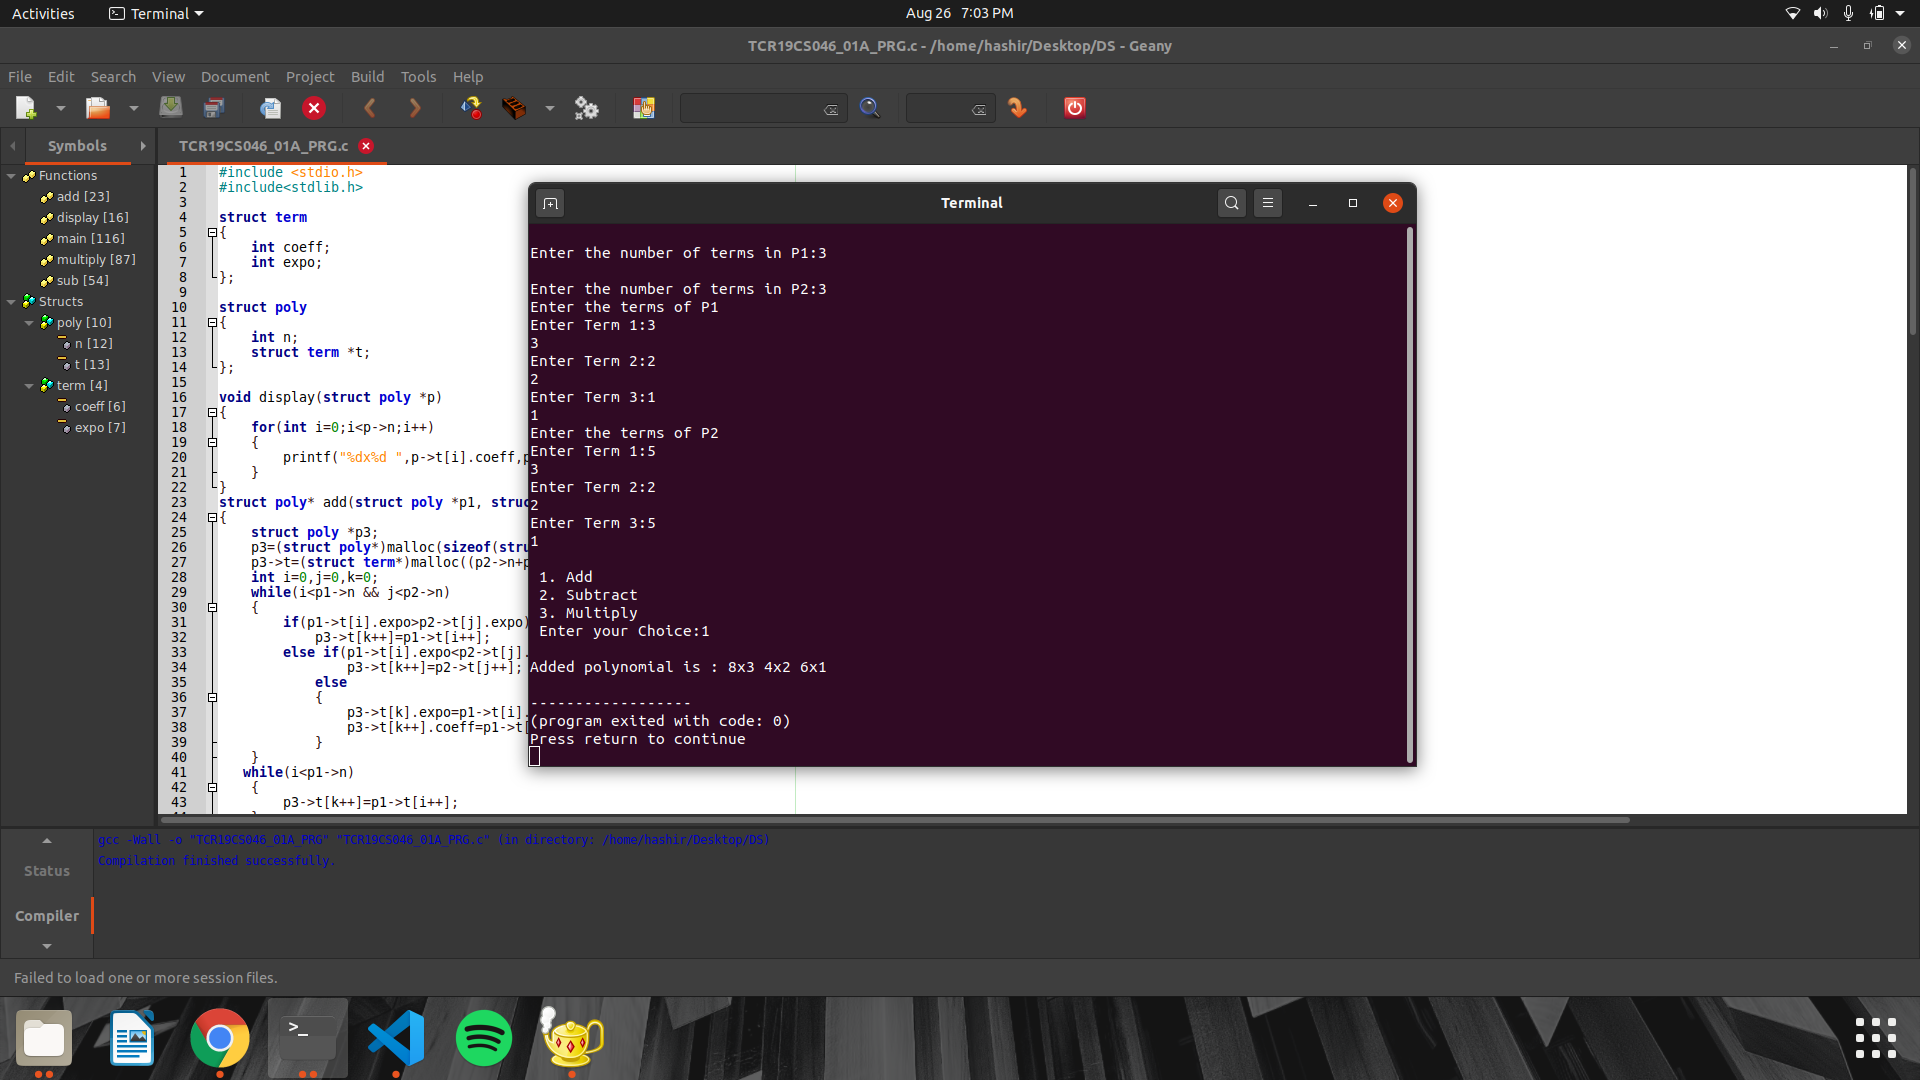 Activities
Terminal
Aug 26 7:03 PM
TCR19CS046_01A_PRG.c - /home/hashir/Desktop/DS - Geany
File Edit Search View Document Project Build Tools Help
Symbols
TCR19CS046_01A_PRG.c
Functions
add [23]
display [16]
main [116]
multiply [87]
sub [54]
Structs
poly [10]
n [12]
t [13]
term [4]
coeff [6]
expo [7]
1 #include <stdio.h>
2 #include<stdlib.h>
3
4 struct term
5 {
6 int coeff;
7 int expo;
8 };
9
10 struct poly
11 {
12 int n;
13 struct term *t;
14 };
15
16 void display(struct poly *p)
17 {
18 for(int i=0;i<p->n;i++)
19 {
20 printf("%dx%d ",p->t[i].coeff,p
21 }
22 }
23 struct poly* add(struct poly *p1, struc
24 {
25 struct poly *p3;
26 p3=(struct poly*)malloc(sizeof(stru
27 p3->t=(struct term*)malloc((p2->n+p
28 int i=0,j=0,k=0;
29 while(i<p1->n && j<p2->n)
30 {
31 if(p1->t[i].expo>p2->t[j].expo)
32 p3->t[k++]=p1->t[i++];
33 else if(p1->t[i].expo<p2->t[j].
34 p3->t[k++]=p2->t[j++];
35 else
36 {
37 p3->t[k].expo=p1->t[i].
38 p3->t[k++].coeff=p1->t[
39 }
40 }
41 while(i<p1->n)
42 {
43 p3->t[k++]=p1->t[i++];
Terminal
Enter the number of terms in P1:3
Enter the number of terms in P2:3
Enter the terms of P1
Enter Term 1:3
3
Enter Term 2:2
2
Enter Term 3:1
1
Enter the terms of P2
Enter Term 1:5
3
Enter Term 2:2
2
Enter Term 3:5
1
1. Add
2. Subtract
3. Multiply
Enter your Choice:1
Added polynomial is : 8x3 4x2 6x1
------------------
(program exited with code: 0)
Press return to continue
Status
Compiler
gcc -Wall -o "TCR19CS046_01A_PRG" "TCR19CS046_01A_PRG.c" (in directory: /home/hashir/Desktop/DS)
Compilation finished successfully.
Failed to load one or more session files.
>_